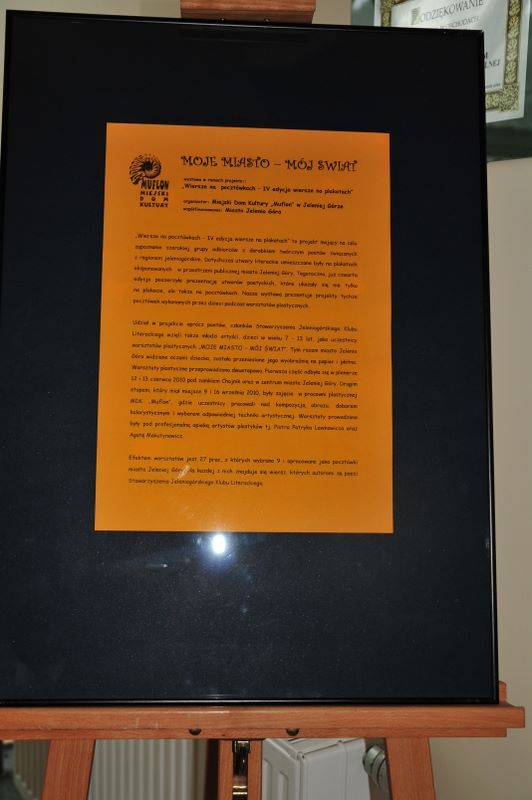 ODZIĘKOWANIE
MUFLON
MIEJSKI
DOM
KULTURY
MOJE MIASTO – MÓJ ŚWIAT
wystawa w ramach projektu:
„Wiersze na pocztówkach – IV edycja wiersze na plakatach"
organizator: Miejski Dom Kultury „Muflon" w Jeleniej Górze
współfinansowanie: Miasto Jelenia Góra
„Wiersze na pocztówkach – IV edycja wiersze na plakatach" to projekt mający na celu
zapoznanie szerokiej grupy odbiorców z dorobkiem twórczym poetów związanych
z regionem jeleniogórskim. Dotychczas utwory literackie umieszczane były na plakatach
eksponowanych w przestrzeni publicznej miasta Jeleniej Góry. Tegoroczna, już czwarta
edycja poszerzyła prezentację utworów poetyckich, które ukazały się nie tylko
na plakacie, ale także na pocztówkach. Nasza wystawa prezentuje projekty tychże
pocztówek wykonanych przez dzieci podczas warsztatów plastycznych.
Udział w projekcie oprócz poetów, członków Stowarzyszenia Jeleniogórskiego Klubu
Literackiego wzięli także młodzi artyści, dzieci w wieku 7 – 13 lat, jako uczestnicy
warsztatów plastycznych „MOJE MIASTO – MÓJ ŚWIAT". Tym razem miasto Jelenia
Góra widziane oczami dziecka, zostało przeniesione jego wyobraźnią na papier i płótno.
Warsztaty plastyczne przeprowadzono dwuetapowo. Pierwsza część odbyła się w plenerze
12 i 13 czerwca 2010 pod zamkiem Chojnik oraz w centrum miasta Jeleniej Góry. Drugim
etapem, który miał miejsce 9 i 16 września 2010, były zajęcia w pracowni plastycznej
MDK „Muflon", gdzie uczestnicy pracowali nad kompozycją obrazu, doborem
kolorystycznym i wyborem odpowiedniej techniki artystycznej. Warsztaty prowadzone
były pod profesjonalną opieką artystów plastyków tj. Piotra Patryka Lewkowicza oraz
Agaty Makutynowicz.
Efektem warsztatów jest 27 prac, z których wybrano 9 i opracowano jako pocztówki
miasta Jeleniej Góry. Na każdej z nich znajduje się wiersz, których autorami są poeci
Stowarzyszenia Jeleniogórskiego Klubu Literackiego.